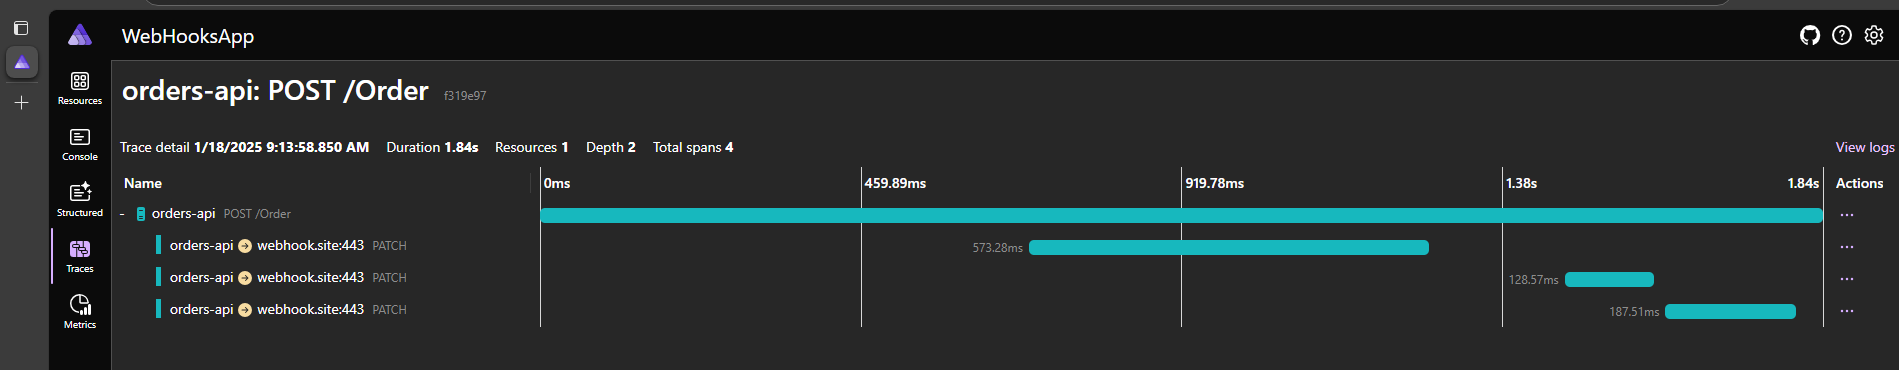 WebHooksApp
Resources
Console
Structured
Traces
Metrics
orders-api: POST /Order f319e97
Trace detail 1/18/2025 9:13:58.850 AM Duration 1.84s Resources 1 Depth 2 Total spans 4 View logs
Name 0ms 459.89ms 919.78ms 1.38s 1.84s Actions
- orders-api POST /Order ...
orders-api webhook.site:443 PATCH 573.28ms ...
orders-api webhook.site:443 PATCH 128.57ms ...
orders-api webhook.site:443 PATCH 187.51ms ...